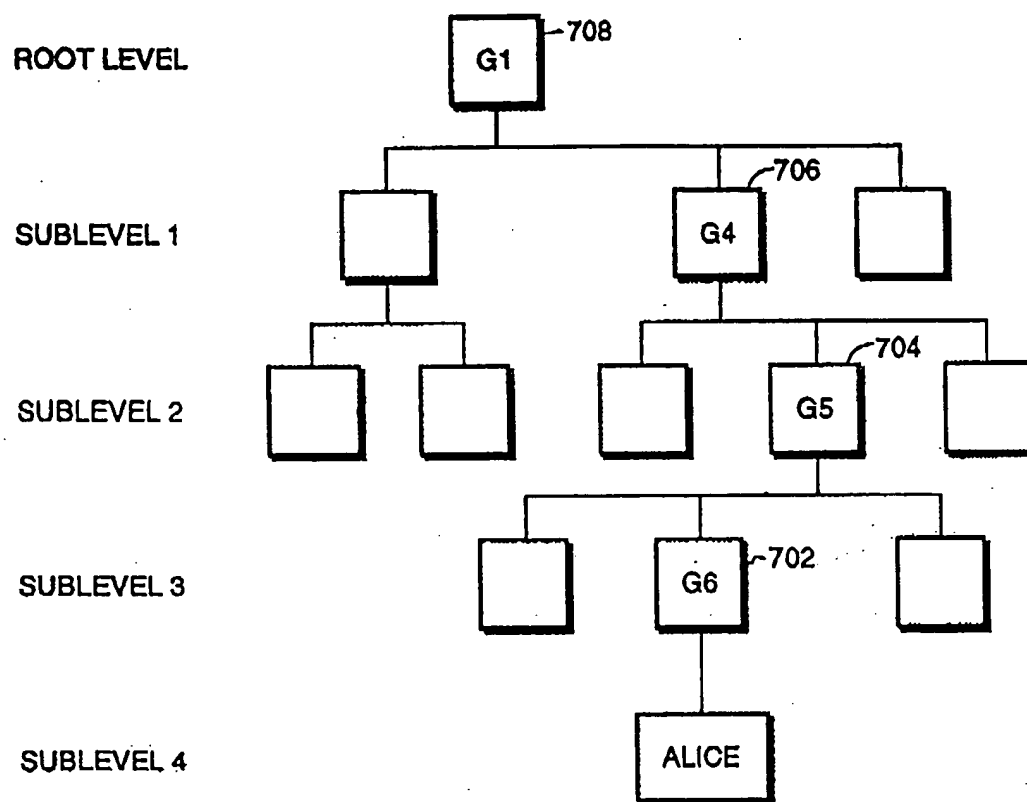 708
ROOT LEVEL
G1
706
SUBLEVEL 1
G4
704
SUBLEVEL 2
G5
702
SUBLEVEL 3
G6
SUBLEVEL 4
ALICE